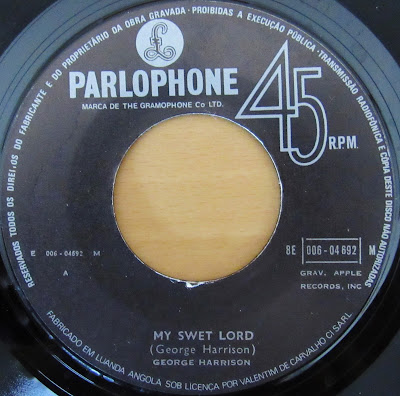 RESERVADOS TODOS OS DIREI.OS DO FABRICANTE E DO PROPRIETÁRIO DA OBRA GRAVADA - PROIBIDAS A EXECUÇÃO PÚBLICA - TRANSMISSÃO RADIOFÓNICA E CÓPIA DESTE DISCO NÃO AUTORIZADAS
£
PARLOPHONE
MARCA DE THE GRAMOPHONE Co LTD.
45
R.P.M.
E 006-04692 M
A
8E 006-04692 M
GRAV. APPLE
RECORDS, INC
MY SWET LORD
(George Harrison)
GEORGE HARRISON
FABRICADO EM LUANDA ANGOLA SOB LICENÇA POR VALENTIM DE CARVALHO CI SARL